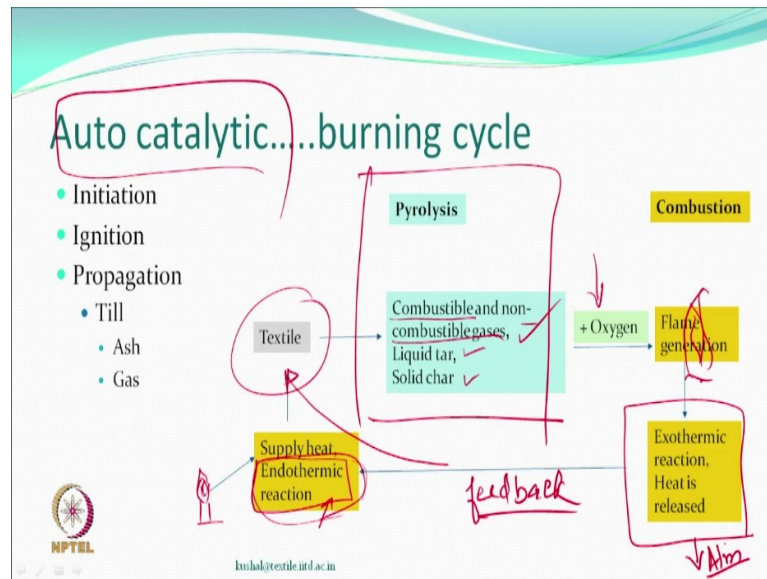 Auto catalytic.....burning cycle
Initiation
Ignition
Propagation
Till
Ash
Gas
Pyrolysis
Combustion
Textile
Combustible and non-
combustible gases,
Liquid tar,
Solid char
+ Oxygen
Flame
generation
Supply heat,
Endothermic
reaction
feedback
Exothermic
reaction,
Heat is
released
Atm
NPTEL
kushal@textile.iitd.ac.in